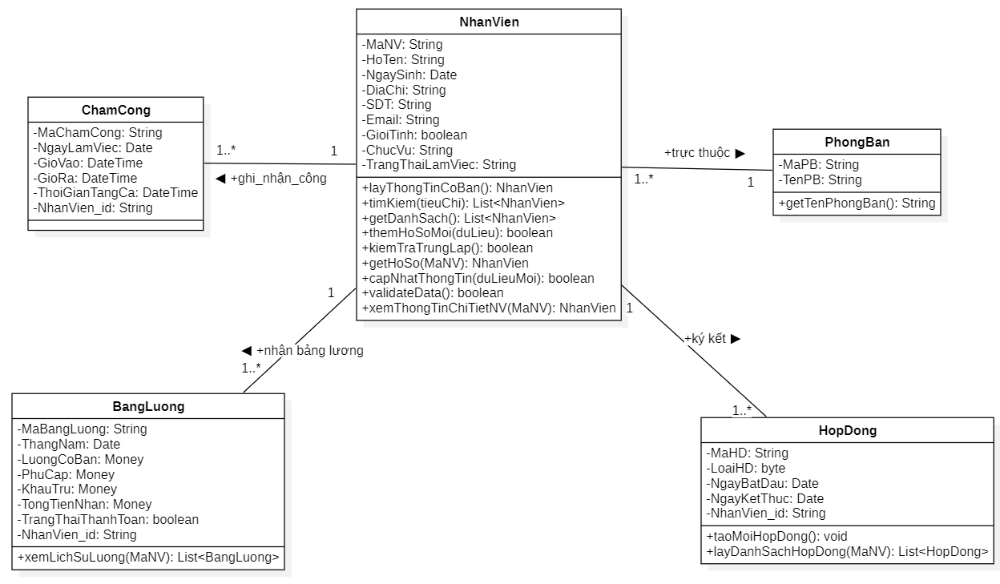 NhanVien
-MaNV: String
-HoTen: String
-NgaySinh: Date
-DiaChi: String
-SDT: String
-Email: String
-GioiTinh: boolean
-ChucVu: String
-TrangThaiLamViec: String
+layThongTinCoBan(): NhanVien
+timKiem(tieuChi): List<NhanVien>
+getDanhSach(): List<NhanVien>
+themHoSoMoi(duLieu): boolean
+kiemTraTrungLap(): boolean
+getHoSo(MaNV): NhanVien
+capNhatThongTin(duLieuMoi): boolean
+validateData(): boolean
+xemThongTinChiTietNV(MaNV): NhanVien
ChamCong
-MaChamCong: String
-NgayLamViec: Date
-GioVao: DateTime
-GioRa: DateTime
-ThoiGianTangCa: DateTime
-NhanVien_id: String
1..*
1
◀ +ghi_nhận_công
+trực thuộc ▶
1..*
1
PhongBan
-MaPB: String
-TenPB: String
+getTenPhongBan(): String
1
◀ +nhận bảng lương
1..*
1
+ký kết ▶
1..*
BangLuong
-MaBangLuong: String
-ThangNam: Date
-LuongCoBan: Money
-PhuCap: Money
-KhauTru: Money
-TongTienNhan: Money
-TrangThaiThanhToan: boolean
-NhanVien_id: String
+xemLichSuLuong(MaNV): List<BangLuong>
HopDong
-MaHD: String
-LoaiHD: byte
-NgayBatDau: Date
-NgayKetThuc: Date
-NhanVien_id: String
+taoMoiHopDong(): void
+layDanhSachHopDong(MaNV): List<HopDong>